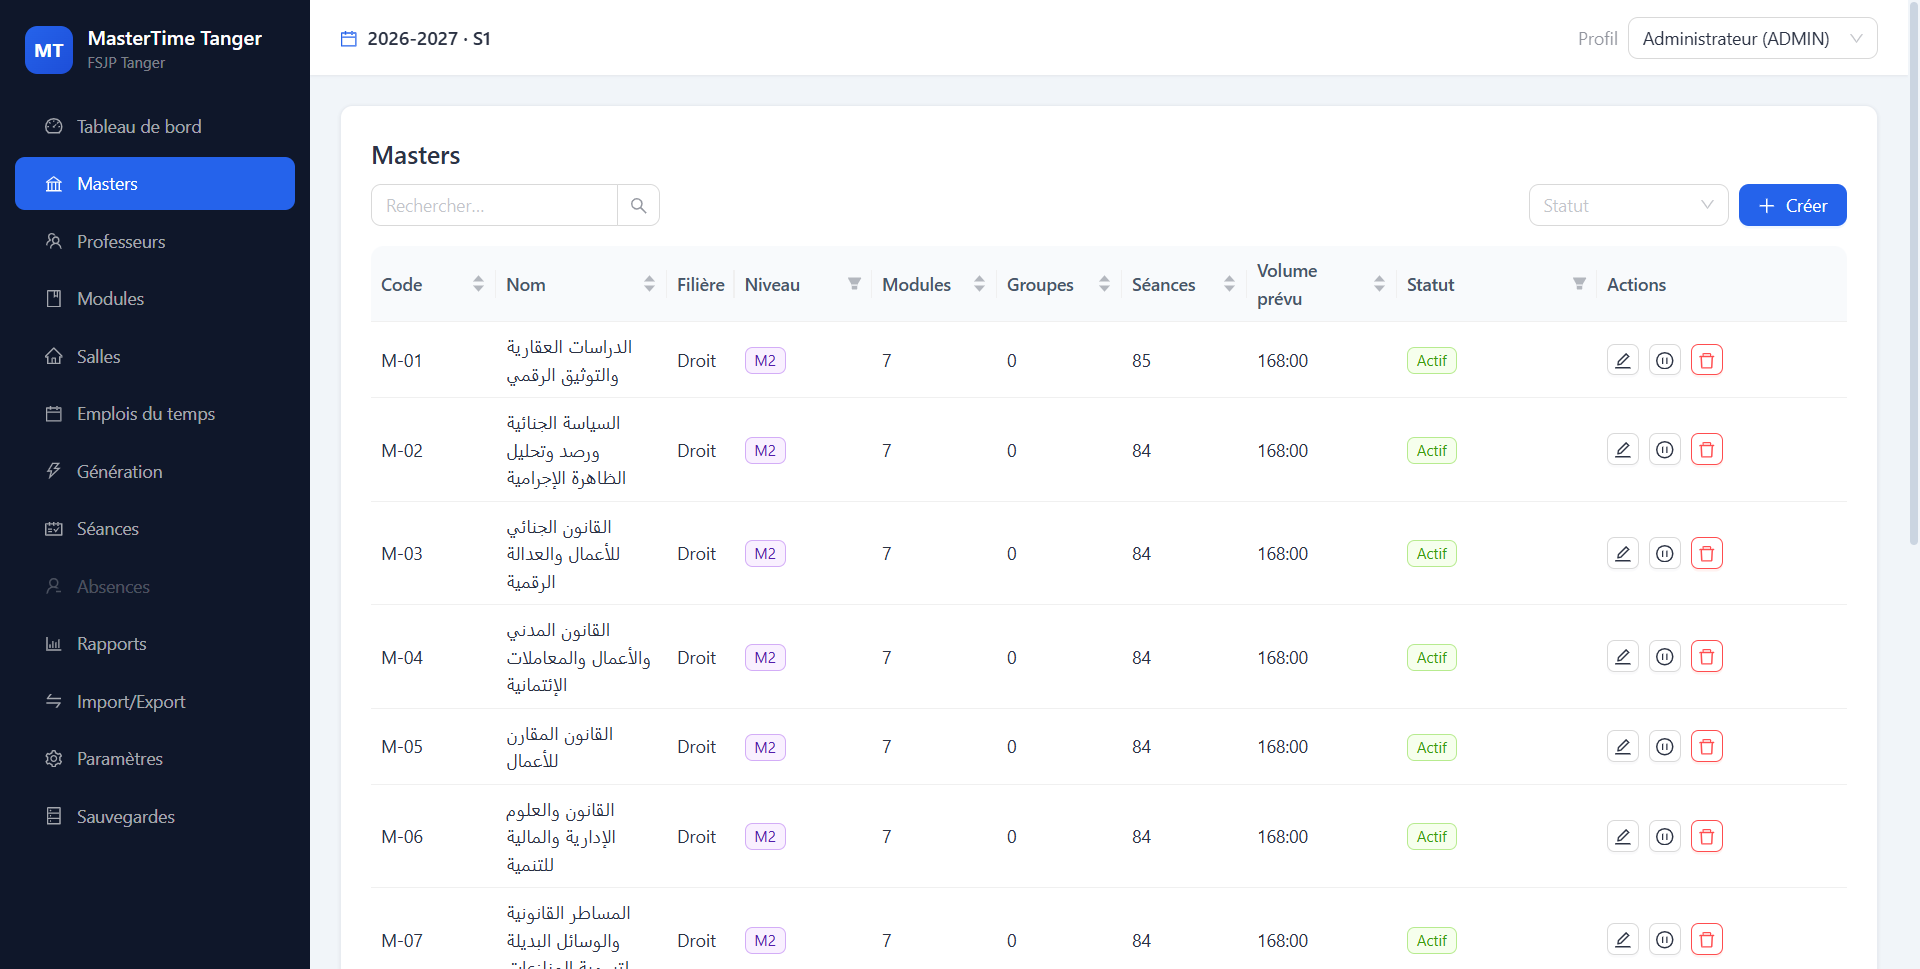 MT
MasterTime Tanger
FSJP Tanger
Tableau de bord
Masters
Professeurs
Modules
Salles
Emplois du temps
Génération
Séances
Absences
Rapports
Import/Export
Paramètres
Sauvegardes
2026-2027 · S1
Profil
Administrateur (ADMIN)
Masters
Rechercher...
Statut
Créer
Code Nom Filière Niveau Modules Groupes Séances Volume prévu Statut Actions
M-01
الدراسات العقارية
والتوثيق الرقمي
Droit M2 7 0 85 168:00 Actif
M-02
السياسة الجنائية
ورصد وتحليل
الظاهرة الإجرامية
Droit M2 7 0 84 168:00 Actif
M-03
القانون الجنائي
للأعمال والعدالة
الرقمية
Droit M2 7 0 84 168:00 Actif
M-04
القانون المدني
والأعمال والمعاملات
الإئتمانية
Droit M2 7 0 84 168:00 Actif
M-05
القانون المقارن
للأعمال
Droit M2 7 0 84 168:00 Actif
M-06
القانون والعلوم
الإدارية والمالية
للتنمية
Droit M2 7 0 84 168:00 Actif
M-07
المساطر القانونية
والوسائل البديلة
Droit M2 7 0 84 168:00 Actif